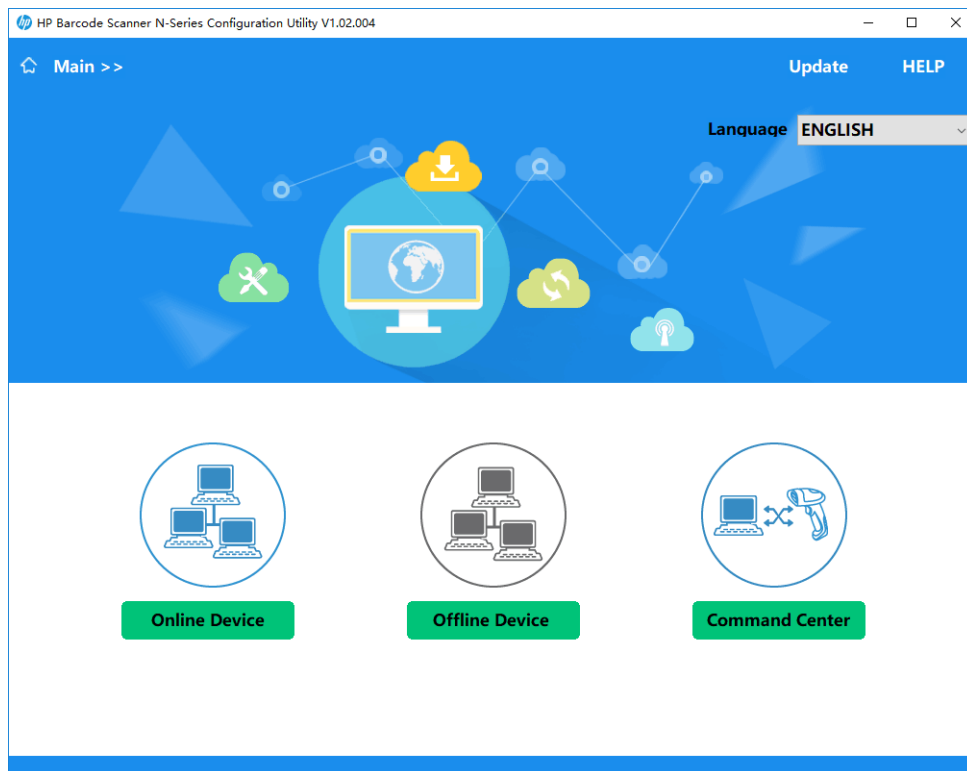 hp HP Barcode Scanner N-Series Configuration Utility V1.02.004
Main >> Update HELP
Language ENGLISH
Online Device Offline Device Command Center